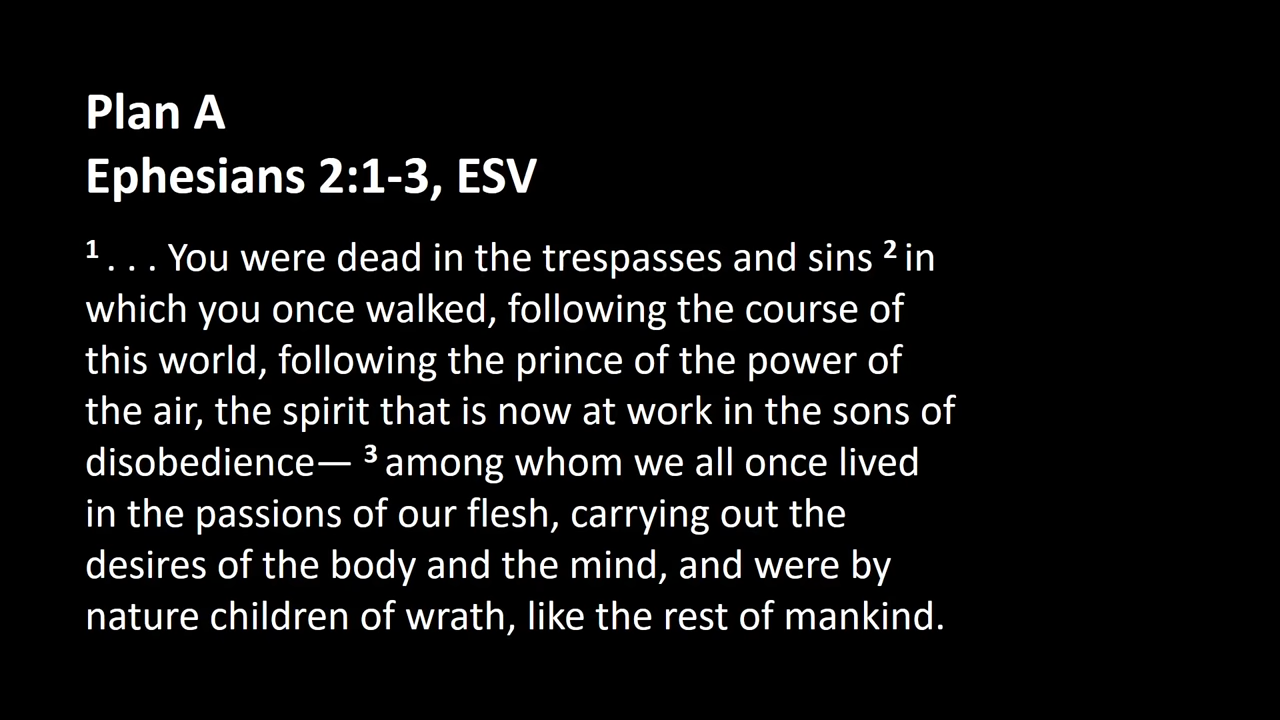 Plan A
Ephesians 2:1-3, ESV
1 . . . You were dead in the trespasses and sins 2 in
which you once walked, following the course of
this world, following the prince of the power of
the air, the spirit that is now at work in the sons of
disobedience— 3 among whom we all once lived
in the passions of our flesh, carrying out the
desires of the body and the mind, and were by
nature children of wrath, like the rest of mankind.